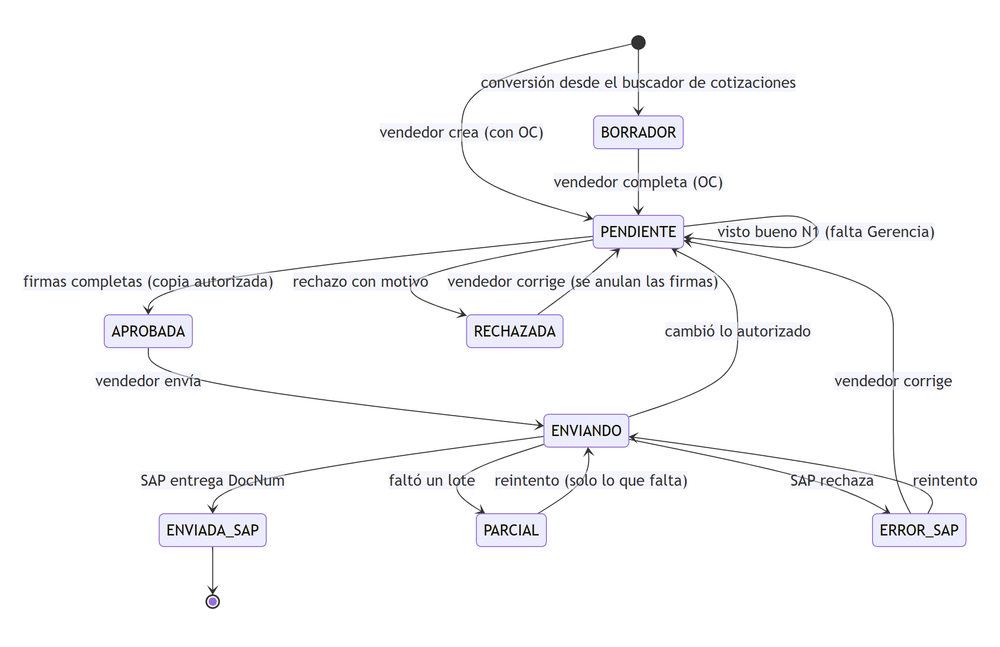 conversión desde el buscador de cotizaciones
vendedor crea (con OC)
BORRADOR
vendedor completa (OC)
PENDIENTE
visto bueno N1 (falta Gerencia)
firmas completas (copia autorizada)
rechazo con motivo
vendedor corrige (se anulan las firmas)
APROBADA
RECHAZADA
cambió lo autorizado
vendedor envía
vendedor corrige
ENVIANDO
SAP entrega DocNum
faltó un lote
reintento (solo lo que falta)
SAP rechaza
reintento
ENVIADA_SAP
PARCIAL
ERROR_SAP